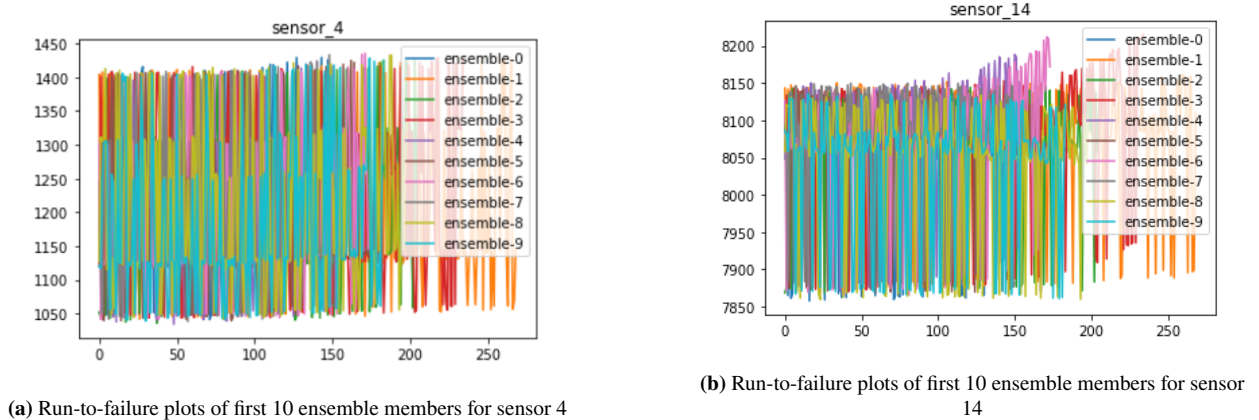 sensor_4
1450
1400
1350
1300
1250
1200
1150
1100
1050
0
50
100
150
200
250
ensemble-0
ensemble-1
ensemble-2
ensemble-3
ensemble-4
ensemble-5
ensemble-6
ensemble-7
ensemble-8
ensemble-9
(a) Run-to-failure plots of first 10 ensemble members for sensor 4
sensor_14
8200
8150
8100
8050
8000
7950
7900
7850
0
50
100
150
200
250
ensemble-0
ensemble-1
ensemble-2
ensemble-3
ensemble-4
ensemble-5
ensemble-6
ensemble-7
ensemble-8
ensemble-9
(b) Run-to-failure plots of first 10 ensemble members for sensor
14